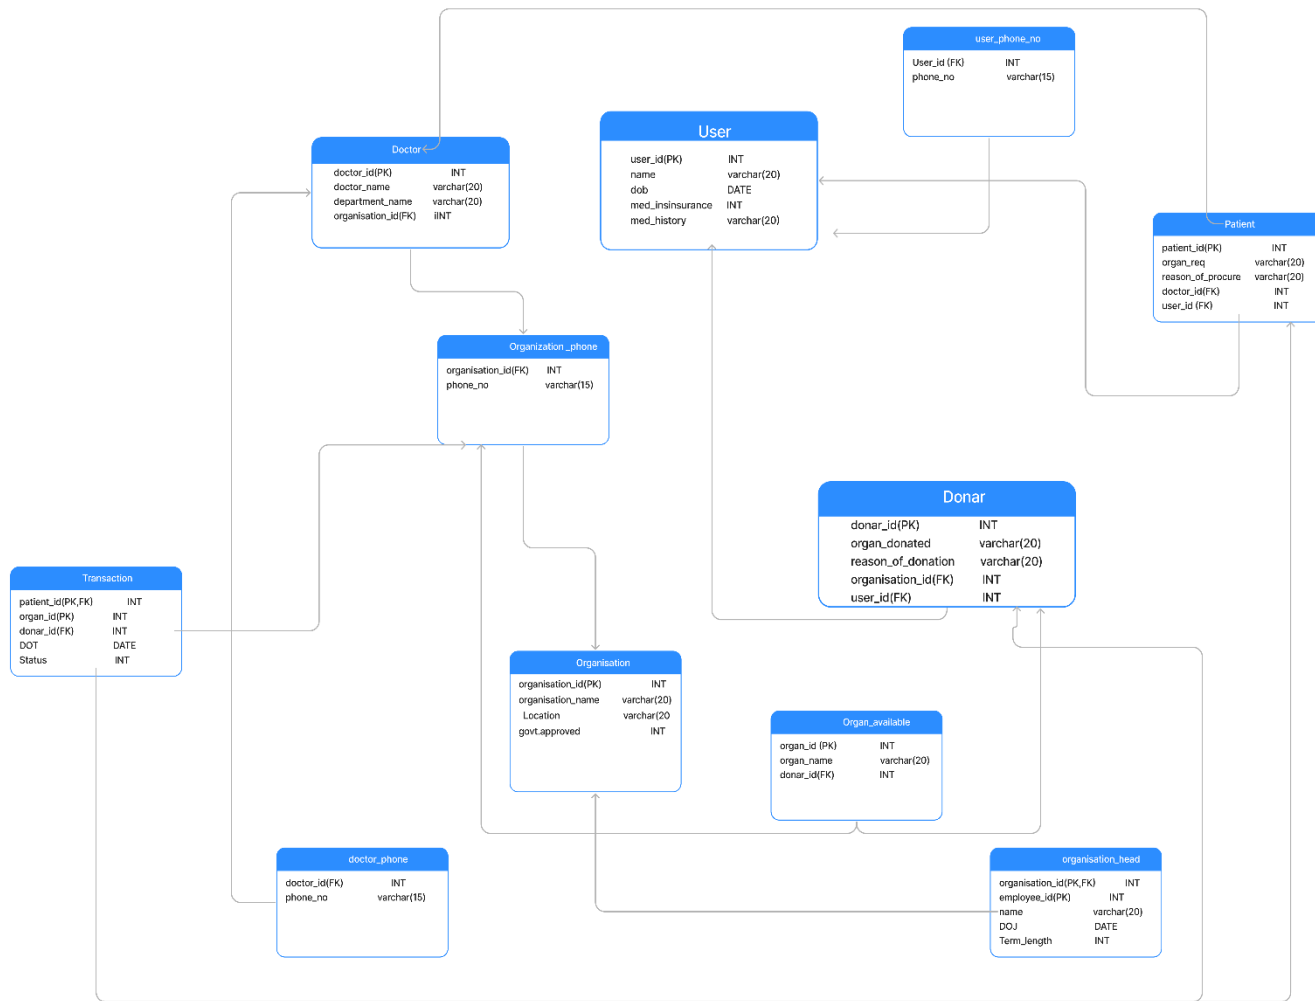 user_phone_no
User_id (FK) INT
phone_no varchar(15)
User
user_id(PK) INT
name varchar(20)
dob DATE
med_insinsurance INT
med_history varchar(20)
Doctor
doctor_id(PK) INT
doctor_name varchar(20)
department_name varchar(20)
organisation_id(FK) iINT
Patient
patient_id(PK) INT
organ_req varchar(20)
reason_of_procure varchar(20)
doctor_id(FK) INT
user_id (FK) INT
Organization _phone
organisation_id(FK) INT
phone_no varchar(15)
Donar
donar_id(PK) INT
organ_donated varchar(20)
reason_of_donation varchar(20)
organisation_id(FK) INT
user_id(FK) INT
Transaction
patient_id(PK,FK) INT
organ_id(PK) INT
donar_id(FK) INT
DOT DATE
Status INT
Organisation
organisation_id(PK) INT
organisation_name varchar(20)
Location varchar(20
govt.approved INT
Organ_available
organ_id (PK) INT
organ_name varchar(20)
donar_id(FK) INT
doctor_phone
doctor_id(FK) INT
phone_no varchar(15)
organisation_head
organisation_id(PK,FK) INT
employee_id(PK) INT
name varchar(20)
DOJ DATE
Term_length INT